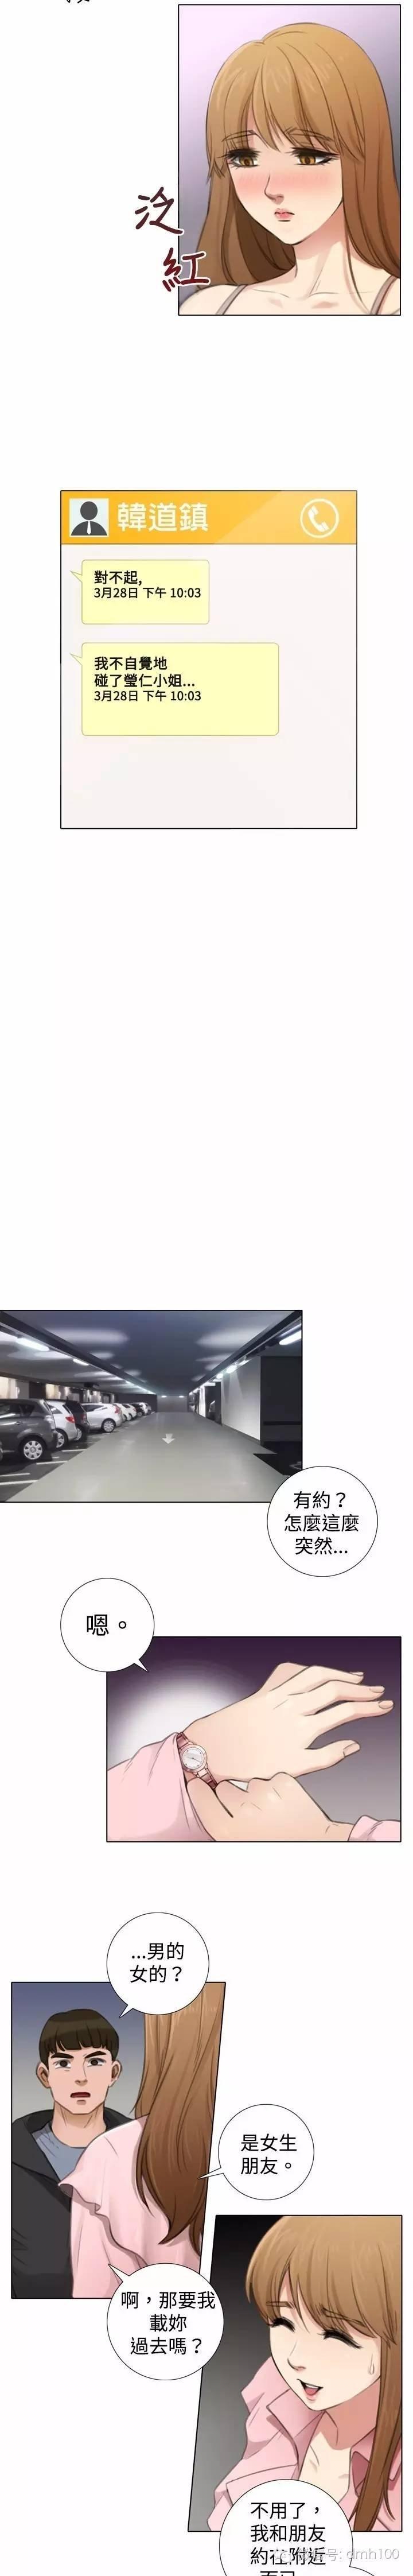 泛
紅
韓道鎮
對不起,
3月28日 下午 10:03
我不自覺地
碰了瑩仁小姐...
3月28日 下午 10:03
有約？
怎麼這麼
突然...
嗯。
...男的
女的？
是女生
朋友。
啊，那要我
載妳
過去嗎？
不用了，
我和朋友
約在附近
而已
号: dmh100